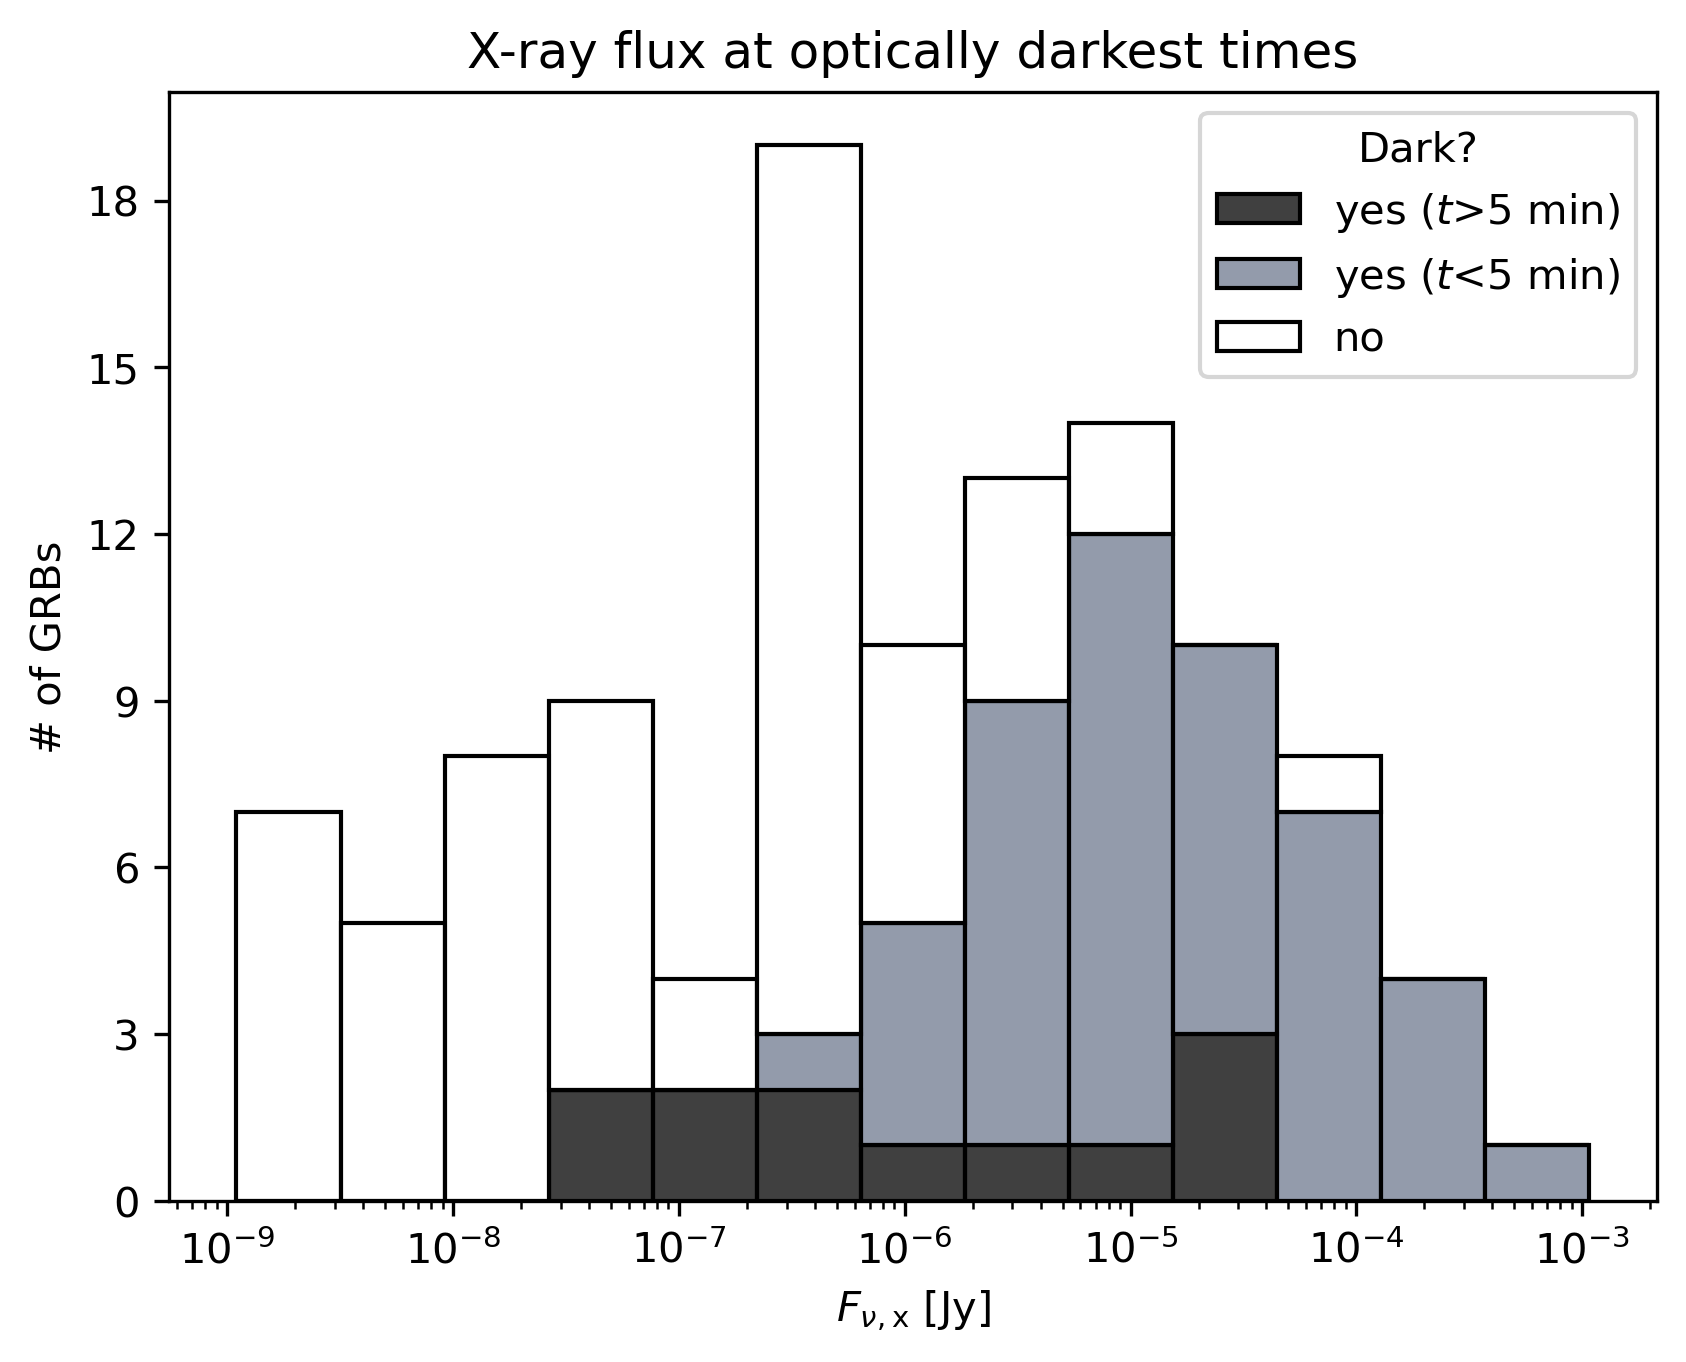 X-ray flux at optically darkest times
Dark?
yes (t>5 min)
yes (t<5 min)
no
# of GRBs
18
15
12
9
6
3
0
10⁻⁹ 10⁻⁸ 10⁻⁷ 10⁻⁶ 10⁻⁵ 10⁻⁴ 10⁻³
F_{ν, x} [Jy]